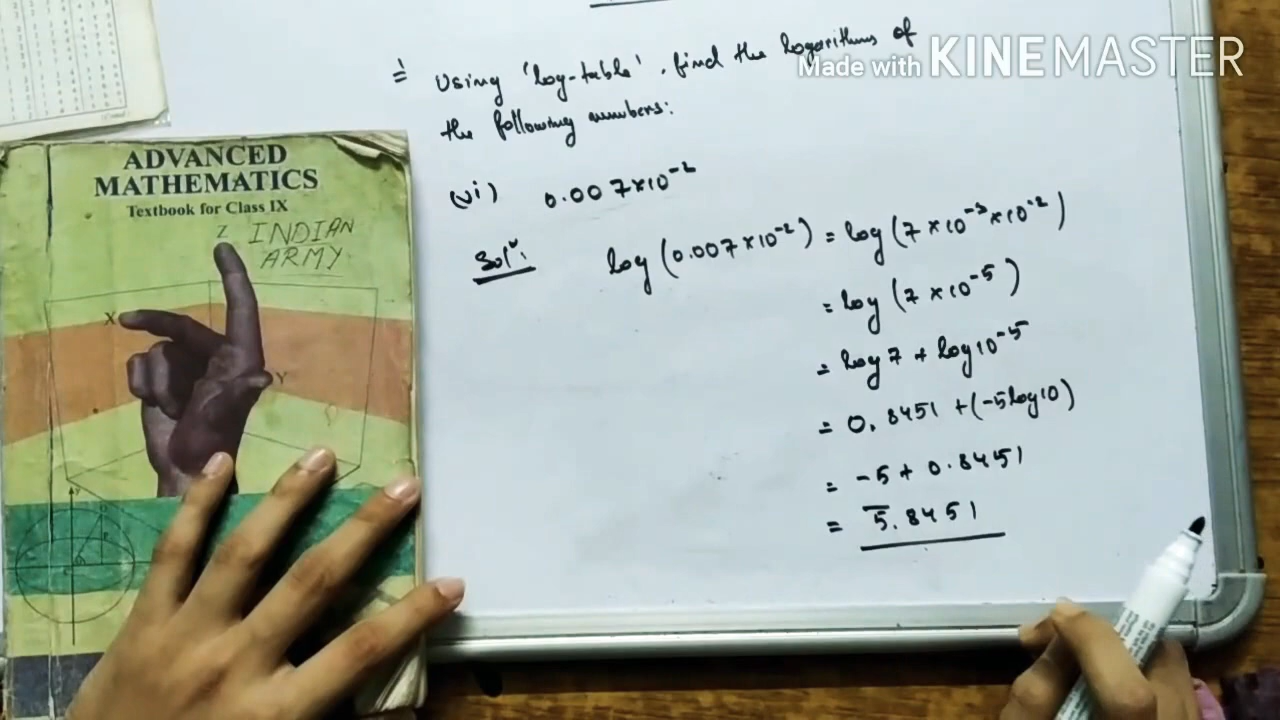 1 Using 'log-table', find the logarithms of
Made with KINEMASTER
the following numbers:
ADVANCED
MATHEMATICS
Textbook for Class IX
Z INDIAN
ARMY
X
Y
(vi) 0.007×10⁻²
Solⁿ: log (0.007×10⁻²) = log (7×10⁻³×10⁻²)
= log (7×10⁻⁵)
= log 7 + log 10⁻⁵
= 0.8451 + (-5 log 10)
= -5 + 0.8451
= 5̅.8451